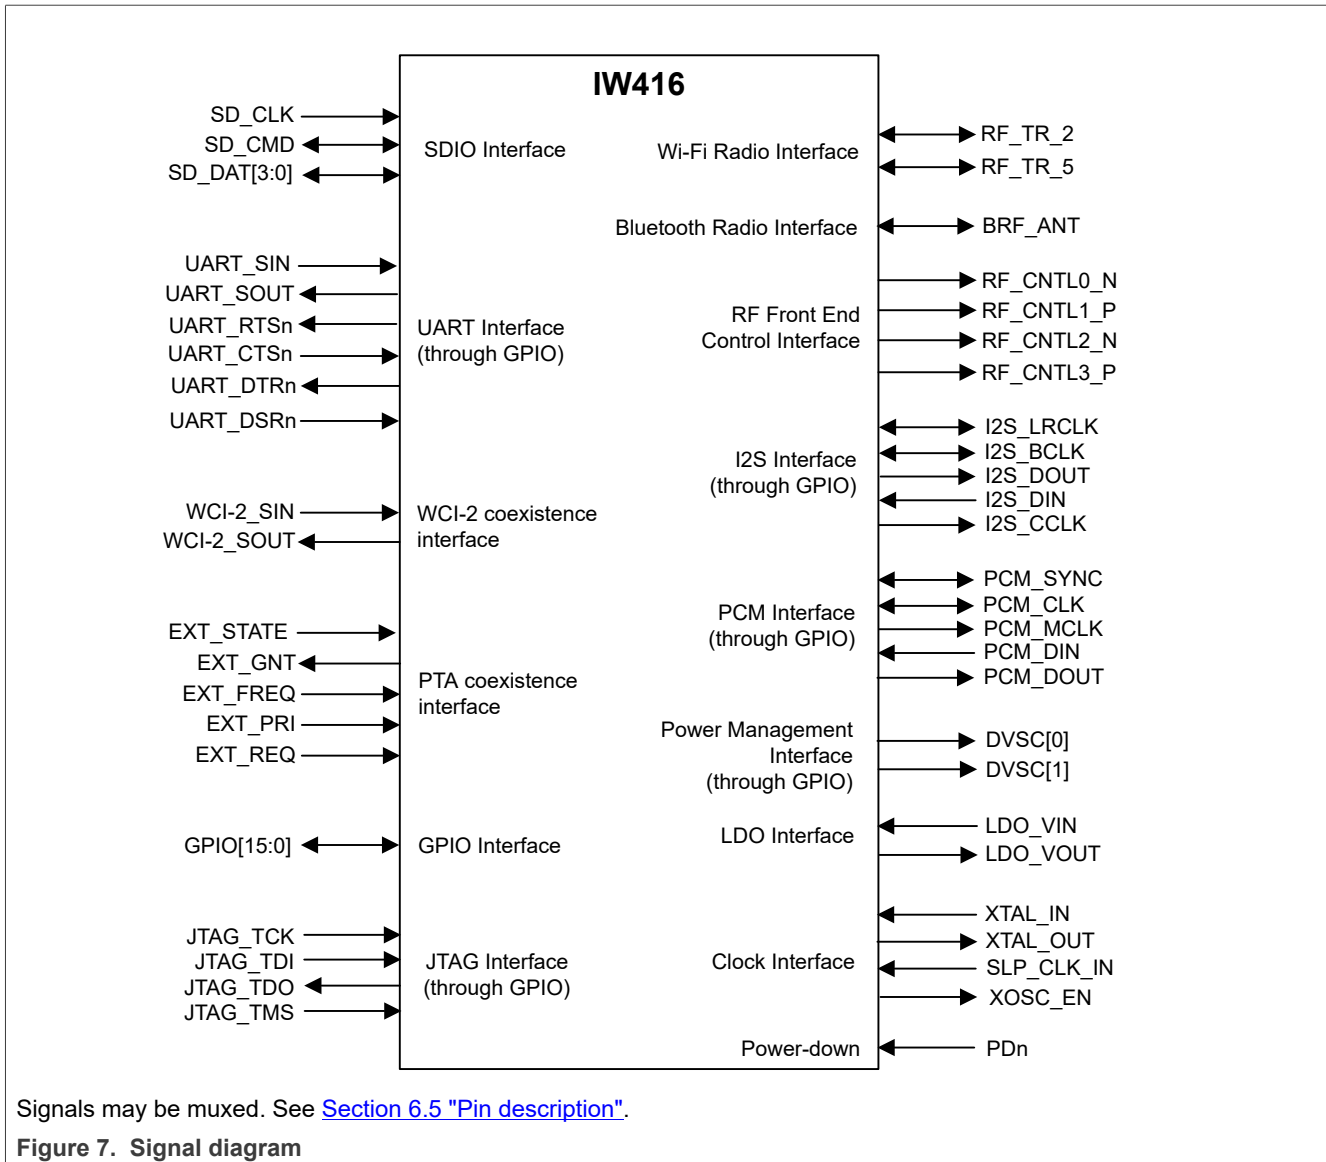 IW416
SD_CLK
SD_CMD
SD_DAT[3:0]
SDIO Interface
UART_SIN
UART_SOUT
UART_RTSn
UART_CTSn
UART_DTRn
UART_DSRn
UART Interface
(through GPIO)
WCI-2_SIN
WCI-2_SOUT
WCI-2 coexistence
interface
EXT_STATE
EXT_GNT
EXT_FREQ
EXT_PRI
EXT_REQ
PTA coexistence
interface
GPIO[15:0]
GPIO Interface
JTAG_TCK
JTAG_TDI
JTAG_TDO
JTAG_TMS
JTAG Interface
(through GPIO)
Wi-Fi Radio Interface
RF_TR_2
RF_TR_5
Bluetooth Radio Interface
BRF_ANT
RF Front End
Control Interface
RF_CNTL0_N
RF_CNTL1_P
RF_CNTL2_N
RF_CNTL3_P
I2S Interface
(through GPIO)
I2S_LRCLK
I2S_BCLK
I2S_DOUT
I2S_DIN
I2S_CCLK
PCM Interface
(through GPIO)
PCM_SYNC
PCM_CLK
PCM_MCLK
PCM_DIN
PCM_DOUT
Power Management
Interface
(through GPIO)
DVSC[0]
DVSC[1]
LDO Interface
LDO_VIN
LDO_VOUT
Clock Interface
XTAL_IN
XTAL_OUT
SLP_CLK_IN
XOSC_EN
Power-down
PDn
Signals may be muxed. See Section 6.5 "Pin description".
Figure 7. Signal diagram